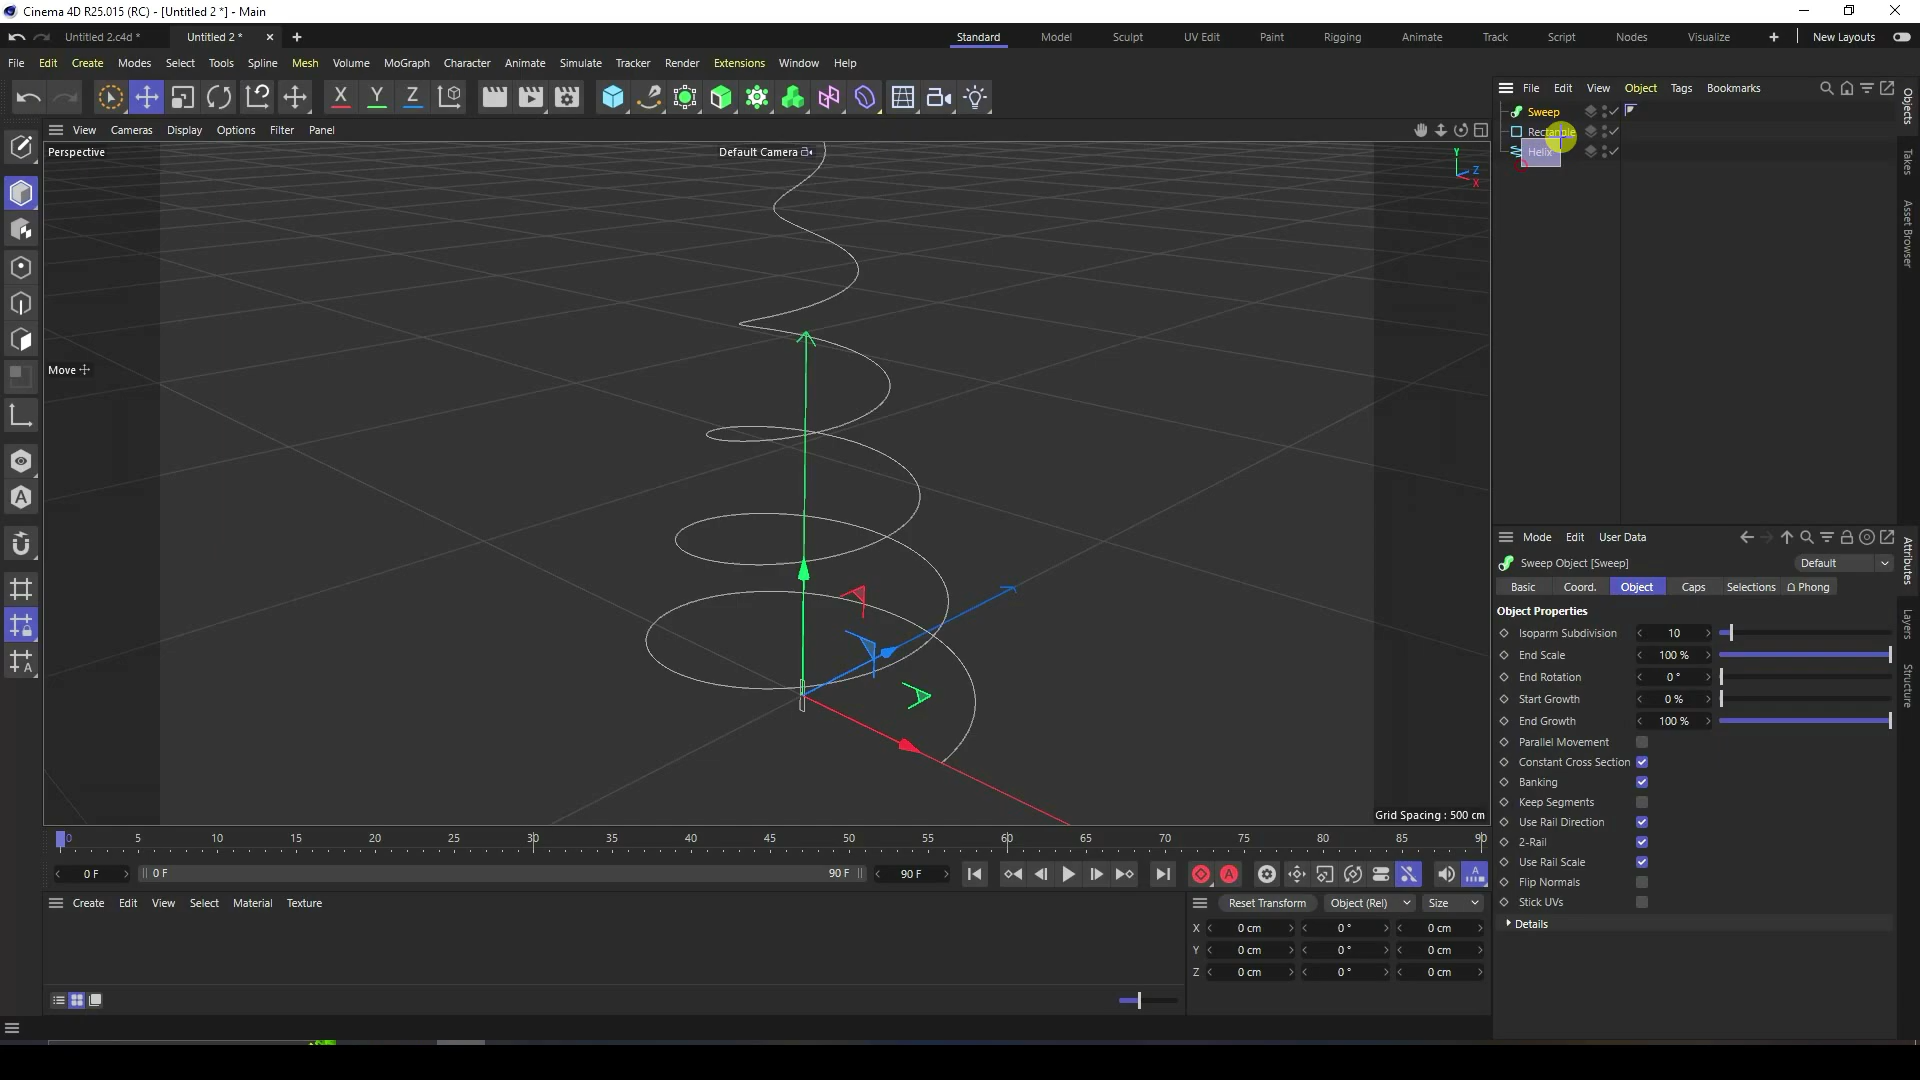 Cinema 4D R25.015 (RC) - [Untitled 2 *] - Main
Untitled 2.c4d *
Untitled 2 *
Standard
Model
Sculpt
UV Edit
Paint
Rigging
Animate
Track
Script
Nodes
Visualize
New Layouts
File Edit Create Modes Select Tools Spline Mesh Volume MoGraph Character Animate Simulate Tracker Render Extensions Window Help
X Y Z
File Edit View Object Tags Bookmarks
Sweep
Rectangle
Helix
Objects
Takes
Asset Browser
View Cameras Display Options Filter Panel
Perspective
Default Camera
Y
Z
X
Move
Grid Spacing : 500 cm
Mode Edit User Data
Sweep Object [Sweep]
Default
Basic Coord. Object Caps Selections Phong
Object Properties
Isoparm Subdivision 10
End Scale 100 %
End Rotation 0 °
Start Growth 0 %
End Growth 100 %
Parallel Movement
Constant Cross Section
Banking
Keep Segments
Use Rail Direction
2-Rail
Use Rail Scale
Flip Normals
Stick UVs
Details
Attributes
Layers
Structure
0 5 10 15 20 25 30 35 40 45 50 55 60 65 70 75 80 85 90
0 F
0 F
90 F
90 F
Create Edit View Select Material Texture
Reset Transform Object (Rel) Size
X 0 cm 0 ° 0 cm
Y 0 cm 0 ° 0 cm
Z 0 cm 0 ° 0 cm